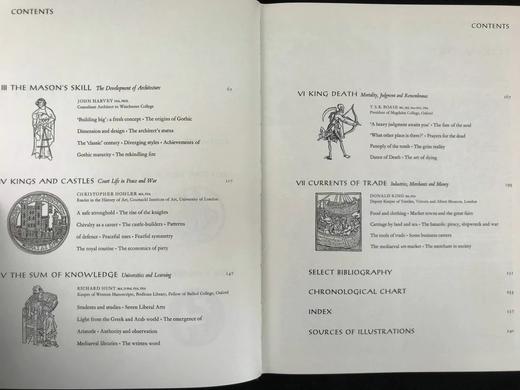 CONTENTS
III THE MASON'S SKILL The Development of Architecture
JOHN HARVEY
Consultant Architect to Winchester College
'Building big': a fresh concept • The origins of Gothic
Dimension and design • The architect's status
The 'classic' century • Diverging styles • Achievements of
Gothic maturity • The rekindling fire
V KINGS AND CASTLES Court Life in Peace and War
CHRISTOPHER HOHLER
Reader in the History of Art, Courtauld Institute of Art, University of London
A safe stronghold • The rise of the knights
Chivalry as a career • The castle-builders • Patterns
of defence • Peaceful ours • Fearful symmetry
The royal routine • The economics of party
V THE SUM OF KNOWLEDGE Universities and Learning
RICHARD HUNT
Keeper of Western Manuscripts, Bodleian Library, Fellow of Balliol College, Oxford
Students and studies • Seven Liberal Arts
Light from the Greek and Arab world • The emergence of
Aristotle • Authority and observation
Mediaeval libraries • The written word
CONTENTS
VI KING DEATH Mortality, Judgment and Remembrance 167
T. S. R. BOASE
President of Magdalen College, Oxford
'A heavy judgment awaits you' • The fate of the soul
'What other place is there?' • Prayers for the dead
Panoply of the tomb • The grim reality
Dance of Death • The art of dying
VII CURRENTS OF TRADE Industries, Merchants and Money 199
DONALD KING
Deputy Keeper of Textiles, Victoria and Albert Museum, London
Food and clothing • Market towns and the great fairs
Carriage by land and sea • The hazards: piracy, shipwreck and war
The tools of trade • Some business careers
The mediaeval art-market • The merchant in society
SELECT BIBLIOGRAPHY 231
CHRONOLOGICAL CHART 233
INDEX 237
SOURCES OF ILLUSTRATIONS 240